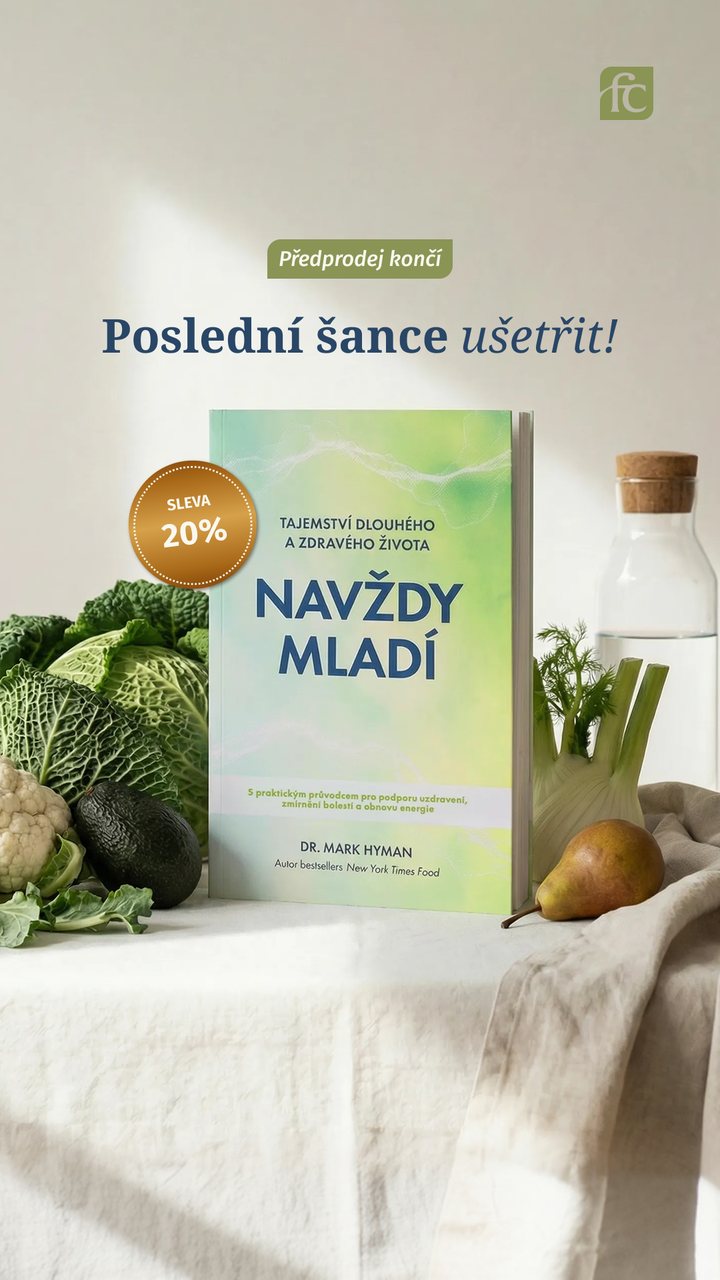 fc
Předprodej končí
Poslední šance ušetřit!
SLEVA
20%
TAJEMSTVÍ DLOUHÉHO
A ZDRAVÉHO ŽIVOTA
NAVŽDY
MLADÍ
S praktickým průvodcem pro podporu uzdravení,
zmírnění bolesti a obnovu energie
DR. MARK HYMAN
Autor bestsellers New York Times Food